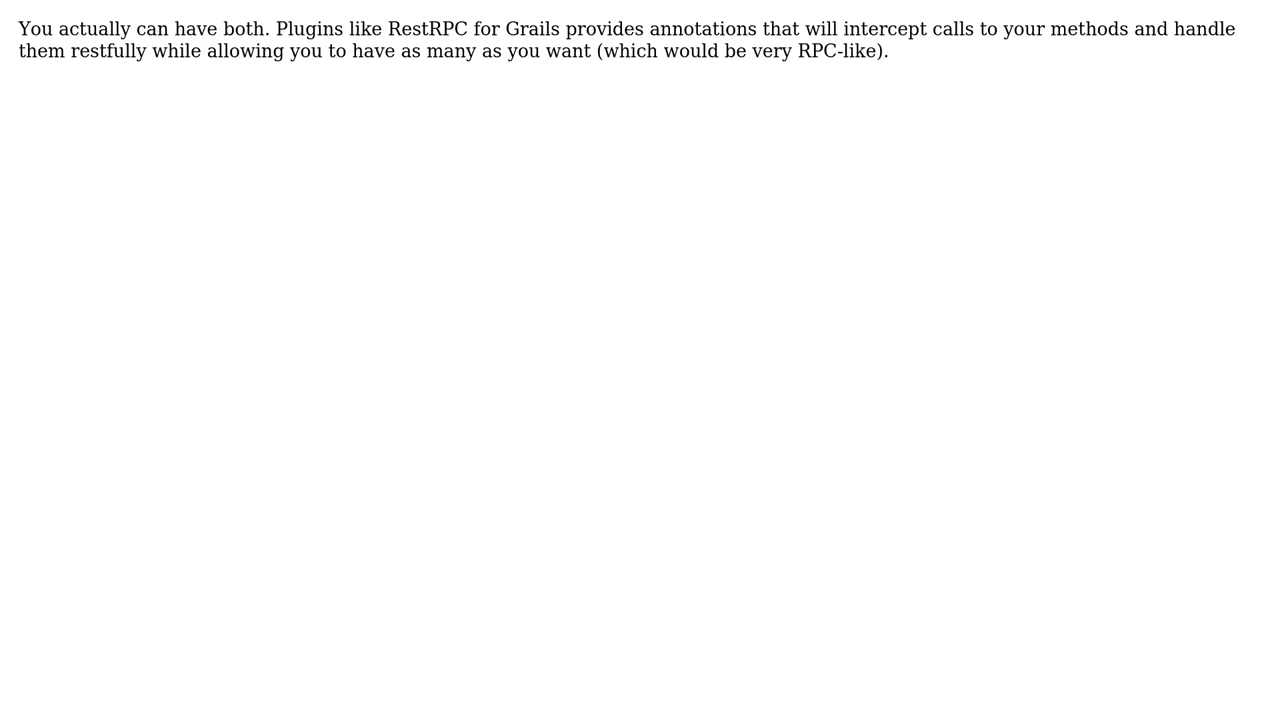 You actually can have both. Plugins like RestRPC for Grails provides annotations that will intercept calls to your methods and handle
them restfully while allowing you to have as many as you want (which would be very RPC-like).